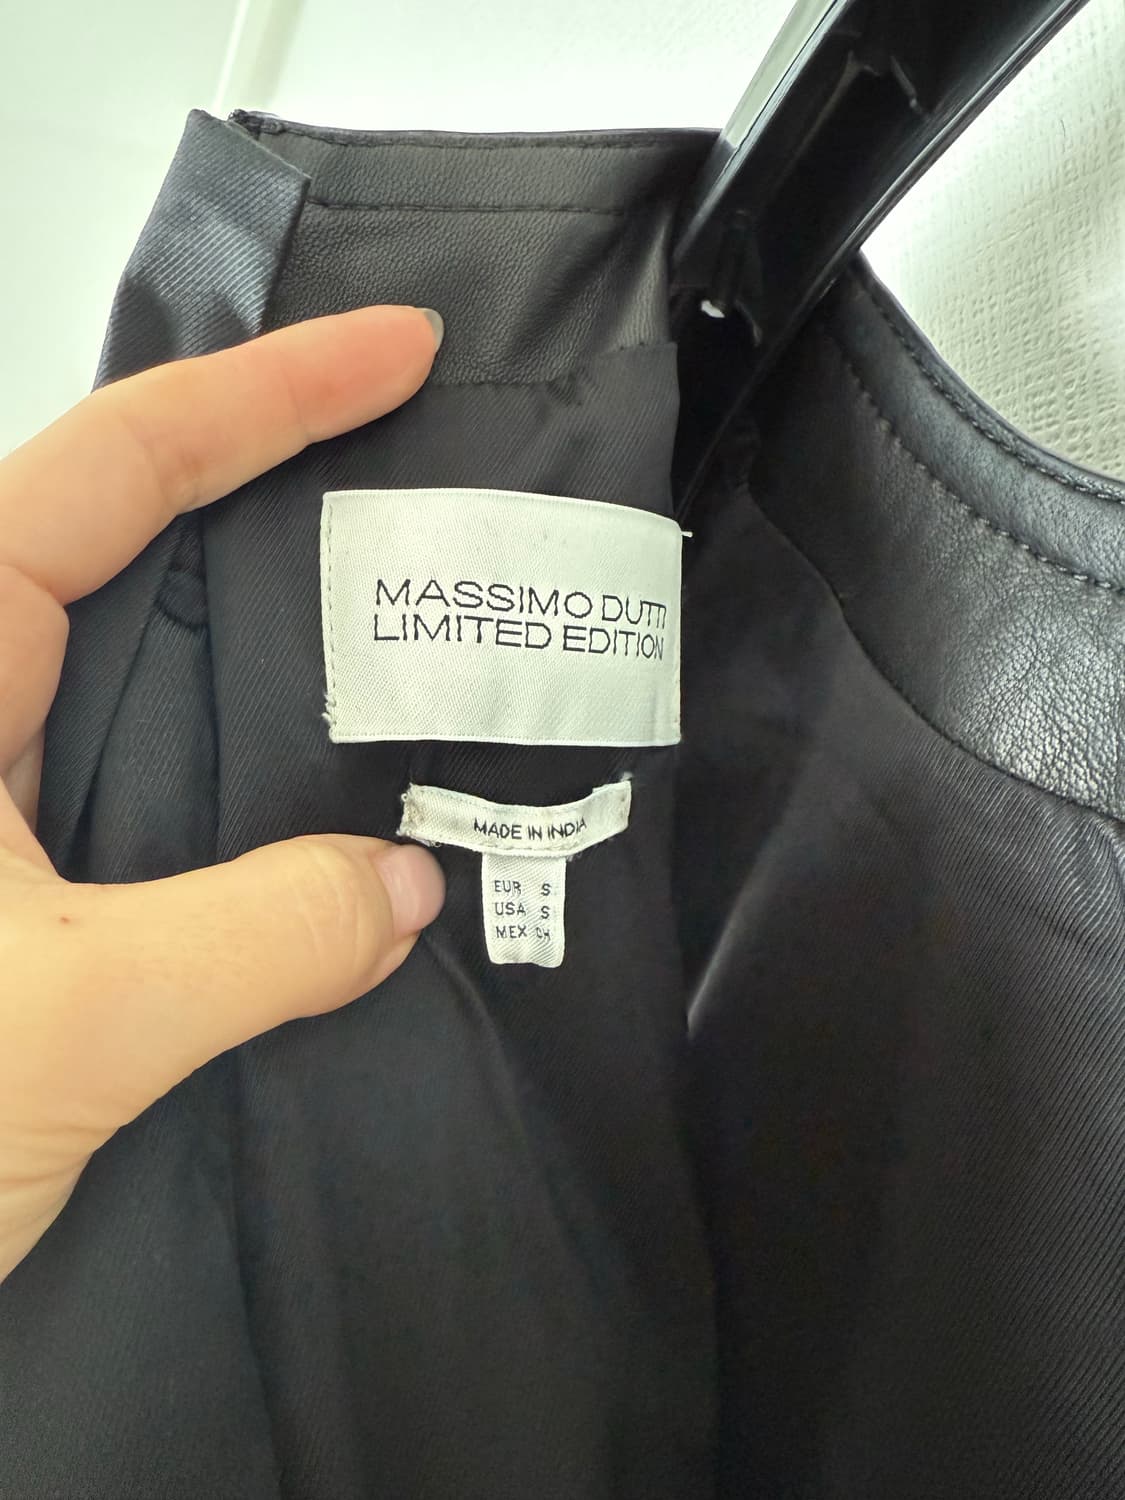 MASSIMO DUTTI
LIMITED EDITION
MADE IN INDIA
EUR S
USA S
MEX CH